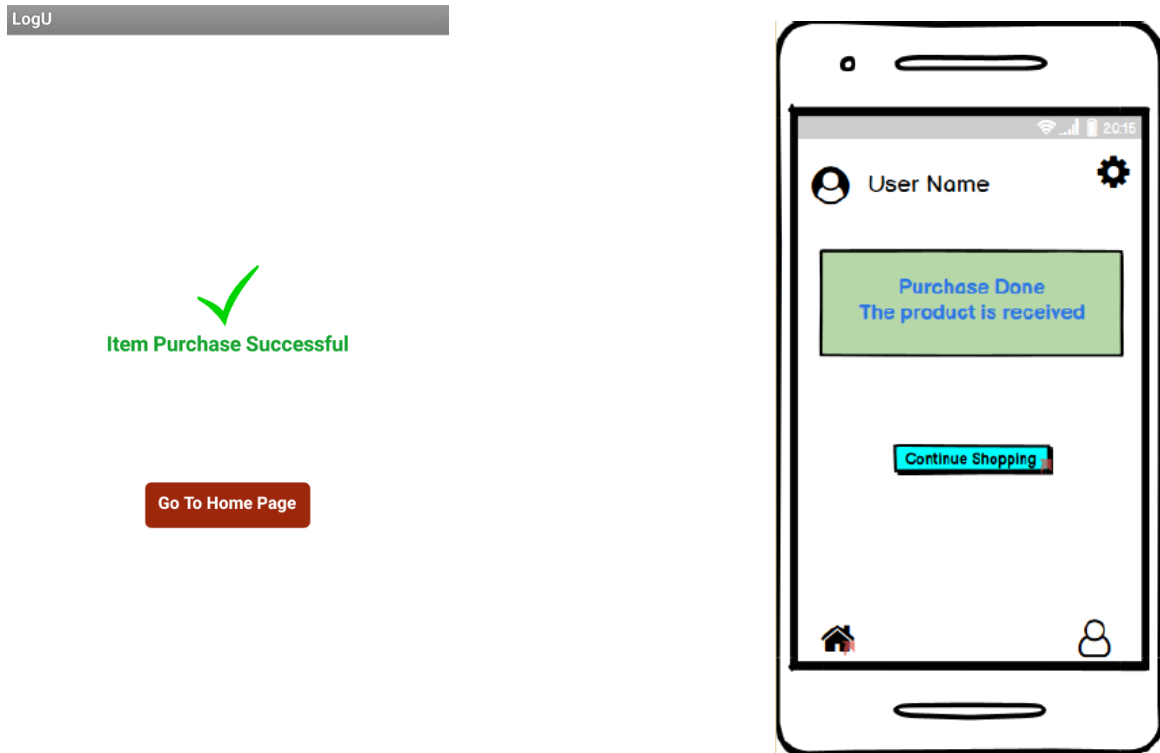 LogU
Item Purchase Successful
Go To Home Page
20:15
User Name
Purchase Done
The product is received
Continue Shopping